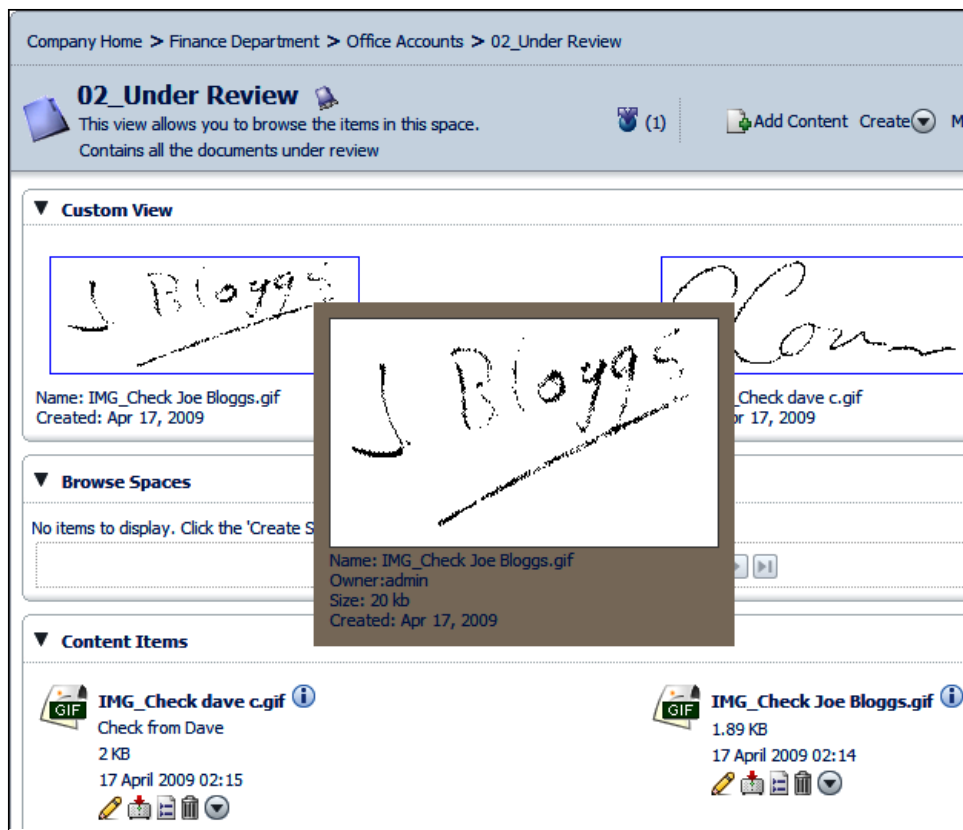 Company Home > Finance Department > Office Accounts > 02_Under Review
02_Under Review
This view allows you to browse the items in this space.
Contains all the documents under review
(1)
Add Content Create M
Custom View
J Bloggs
Name: IMG_Check Joe Bloggs.gif
Created: Apr 17, 2009
_Check dave c.gif
pr 17, 2009
J Bloggs
Name: IMG_Check Joe Bloggs.gif
Owner:admin
Size: 20 kb
Created: Apr 17, 2009
Browse Spaces
No items to display. Click the 'Create S
Content Items
GIF
IMG_Check dave c.gif
Check from Dave
2 KB
17 April 2009 02:15
GIF
IMG_Check Joe Bloggs.gif
1.89 KB
17 April 2009 02:14